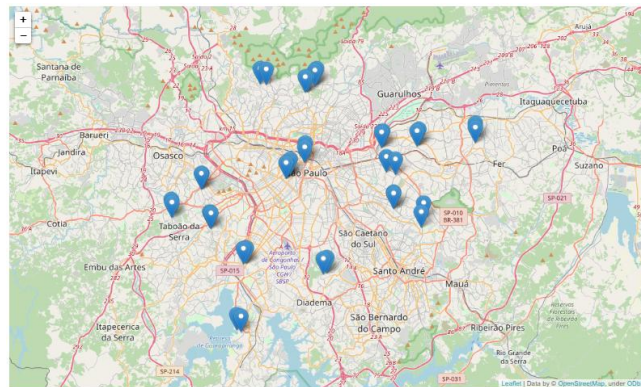 +
−
Santana de
Parnaíba
Arujá
Guarulhos
Itaquaquecetuba
Barueri
Osasco
Jandira
Itapevi
Poá
Fer
Suzano
São Paulo
SP-021
Cotia
Taboão da
Serra
SP-010
BR-381
São Caetano
do Sul
Embu das Artes
SP-015
Aeroporto
de Congonhas /
São Paulo
CGH /
SBSP
Santo André
Mauá
Diadema
São Bernardo
do Campo
Ribeirão Pires
Itapecerica
da Serra
Rio Grande
da Serra
SP-214
SP-031
Leaflet | Data by © OpenStreetMap, under ODbL